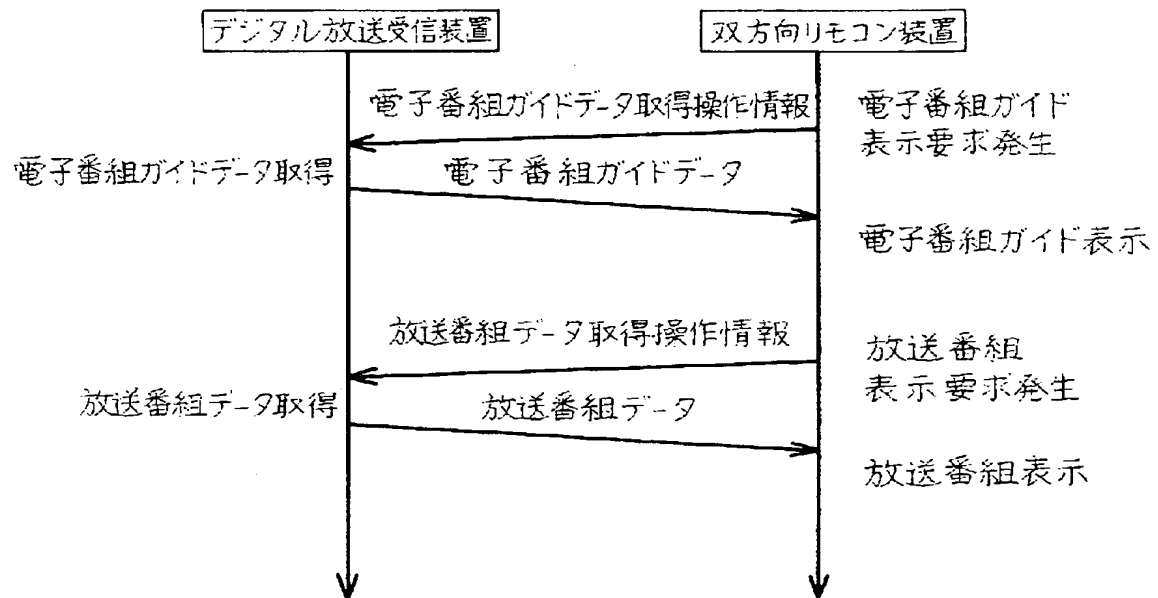 デジタル放送受信装置
双方向リモコン装置
電子番組ガイドデータ取得操作情報
電子番組ガイド
表示要求発生
電子番組ガイドデータ取得
電子番組ガイドデータ
電子番組ガイド表示
放送番組データ取得操作情報
放送番組
表示要求発生
放送番組データ取得
放送番組データ
放送番組表示